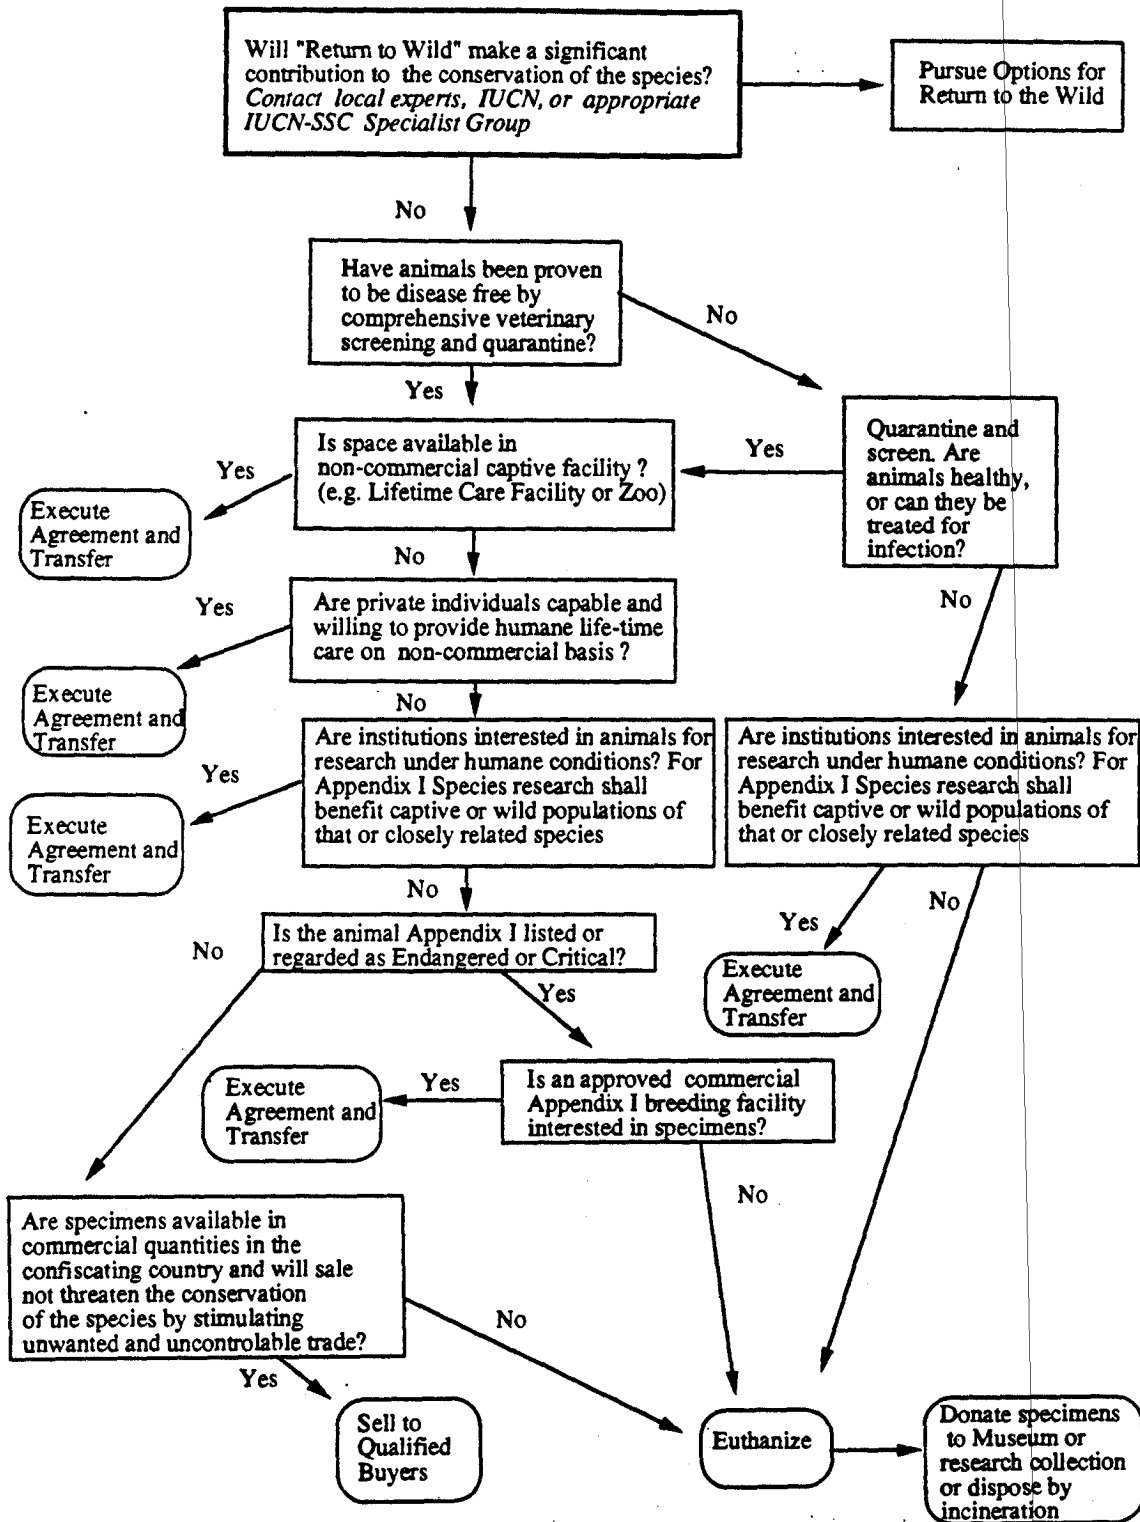 Will "Return to Wild" make a significant
contribution to the conservation of the species?
Contact local experts, IUCN, or appropriate
IUCN-SSC Specialist Group
Pursue Options for
Return to the Wild
No
Have animals been proven
to be disease free by
comprehensive veterinary
screening and quarantine?
No
Yes
Is space available in
non-commercial captive facility ?
(e.g. Lifetime Care Facility or Zoo)
Yes
Yes
Quarantine and
screen. Are
animals healthy,
or can they be
treated for
infection?
Execute
Agreement and
Transfer
No
No
Are private individuals capable and
willing to provide humane life-time
care on non-commercial basis ?
Yes
Execute
Agreement and
Transfer
No
Are institutions interested in animals for
research under humane conditions? For
Appendix I Species research shall
benefit captive or wild populations of
that or closely related species
Yes
Execute
Agreement and
Transfer
Are institutions interested in animals for
research under humane conditions? For
Appendix I Species research shall
benefit captive or wild populations of
that or closely related species
No
Yes
No
Execute
Agreement and
Transfer
Is the animal Appendix I listed or
regarded as Endangered or Critical?
No
Yes
Is an approved commercial
Appendix I breeding facility
interested in specimens?
Yes
Execute
Agreement and
Transfer
No
Are specimens available in
commercial quantities in the
confiscating country and will sale
not threaten the conservation
of the species by stimulating
unwanted and uncontrolable trade?
No
Yes
Sell to
Qualified
Buyers
Euthanize
Donate specimens
to Museum or
research collection
or dispose by
incineration